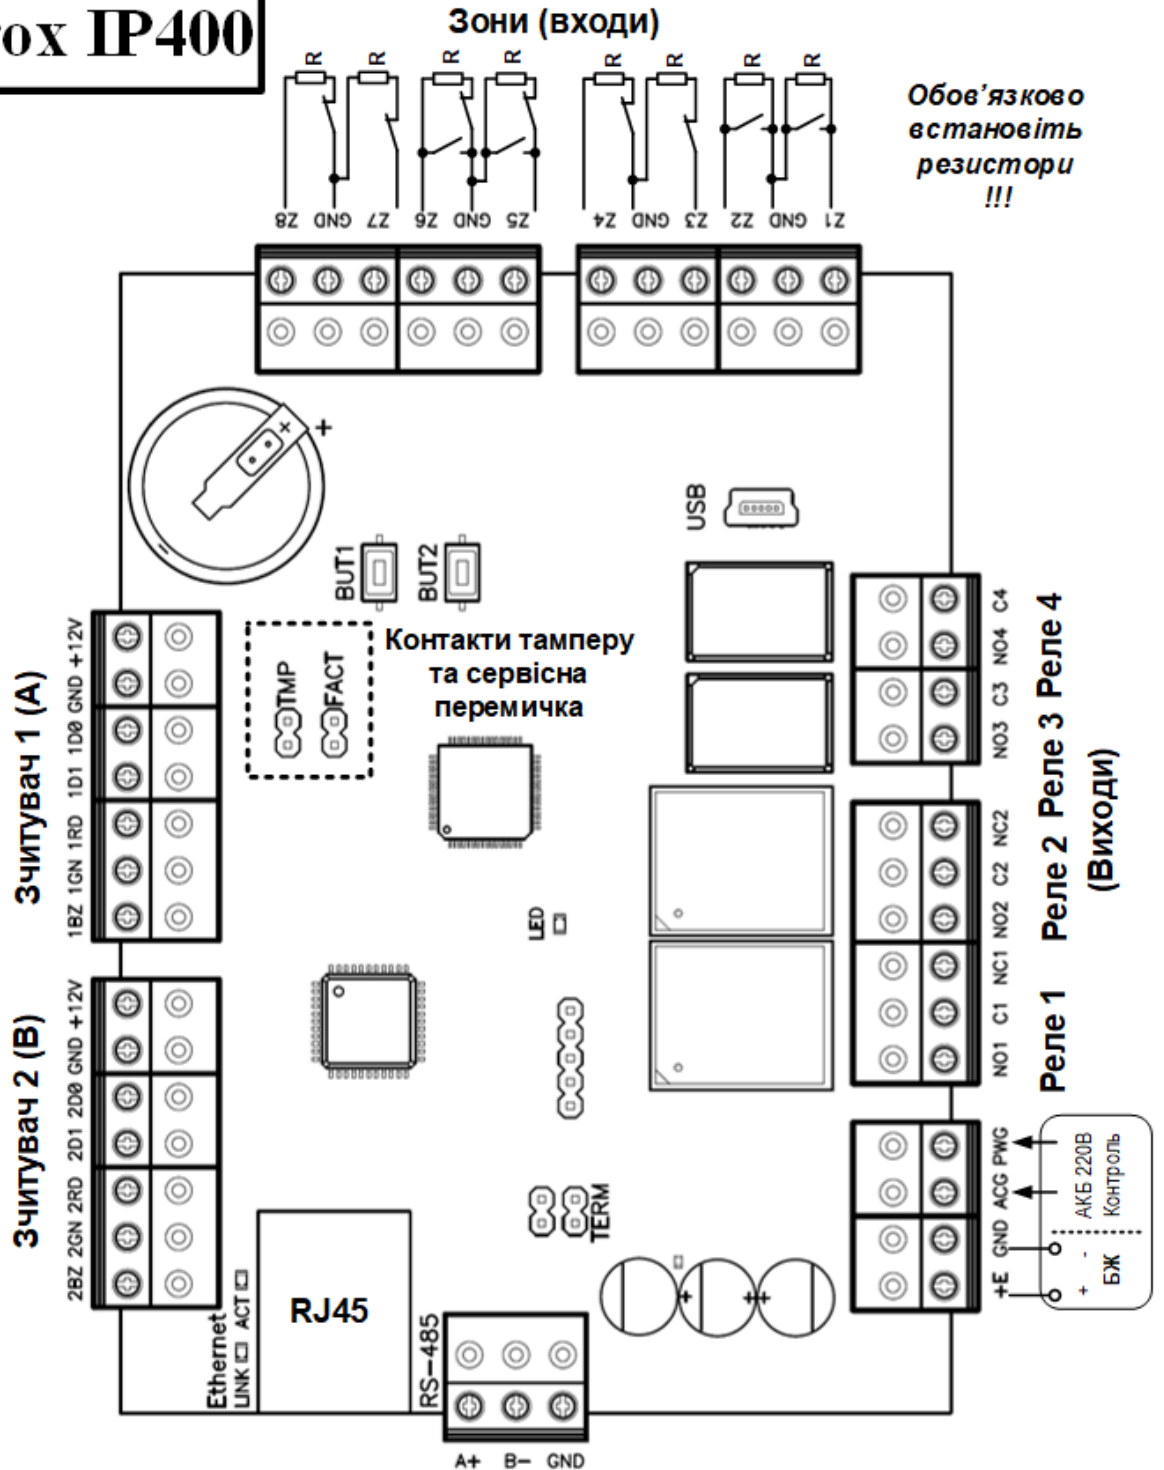 ox IP400
Зони (входи)
R R R R R R R R
Обов'язково
встановіть
резистори
!!!
Z8 GND Z7 Z6 GND Z5 Z4 GND Z3 Z2 GND Z1
+
+
−
USB
BUT1
BUT2
Контакти тамперу
та сервісна
перемичка
TMP
FACT
Зчитувач 1 (А)
1BZ 1GN 1RD 1D1 1D0 GND +12V
Зчитувач 2 (В)
2BZ 2GN 2RD 2D1 2D0 GND +12V
LED
NO3 C3 NO4 C4
Реле 3 Реле 4
NO1 C1 NC1 NO2 C2 NC2
Реле 1 Реле 2
(Виходи)
+E GND ACG PWG
АКБ 220В
Контроль
+ -
БЖ
TERM
+ + +
RJ45
Ethernet
LINK ACT
RS-485
A+ B- GND